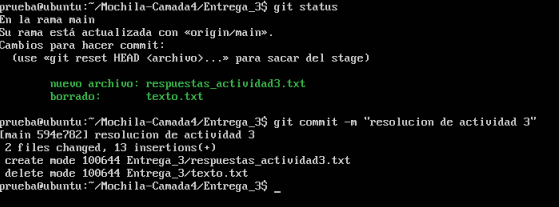 prueba@ubuntu:~/Mochila-Camada4/Entrega_3$ git status
En la rama main
Su rama está actualizada con «origin/main».
Cambios para hacer commit:
  (use «git reset HEAD <archivo>...» para sacar del stage)
        nuevo archivo: respuestas_actividad3.txt
        borrado:       texto.txt
prueba@ubuntu:~/Mochila-Camada4/Entrega_3$ git commit -m "resolucion de actividad 3"
[main 594e782] resolucion de actividad 3
 2 files changed, 13 insertions(+)
 create mode 100644 Entrega_3/respuestas_actividad3.txt
 delete mode 100644 Entrega_3/texto.txt
prueba@ubuntu:~/Mochila-Camada4/Entrega_3$ _